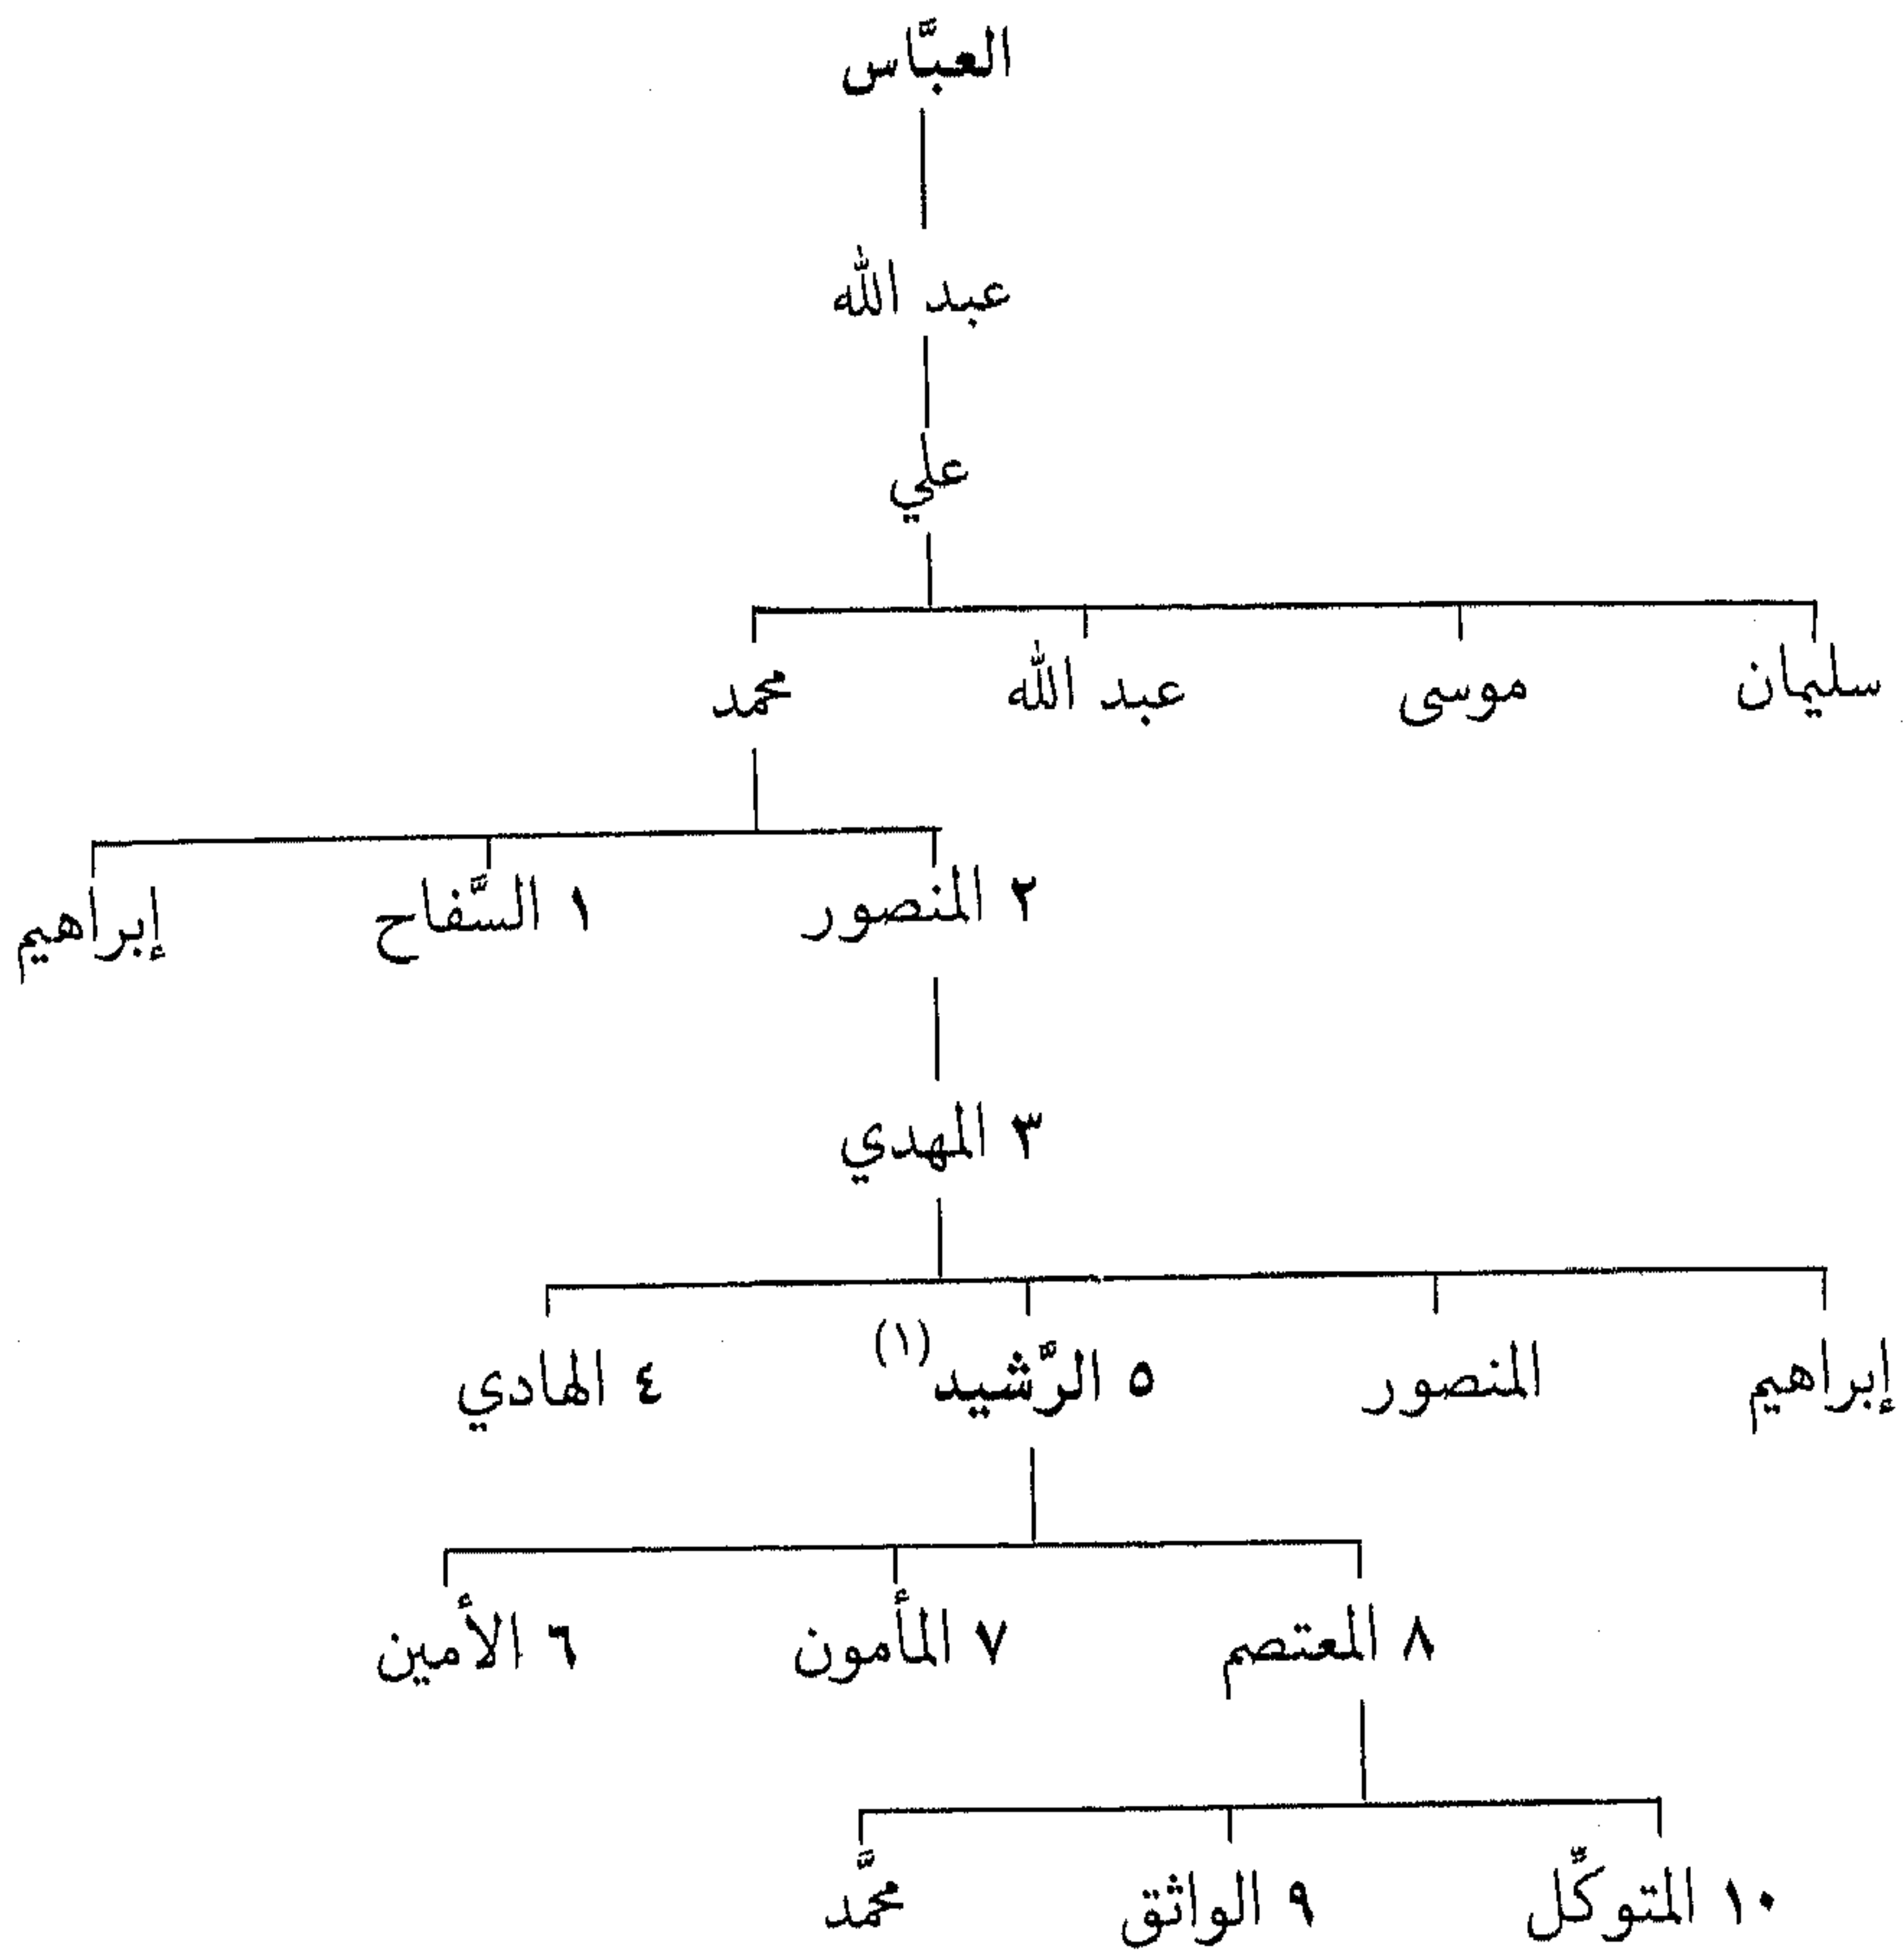 العبَّاس
عبد الله
علي
سليمان موسى عبد الله محمد
٢ المنصور ١ السَّفاح إبراهيم
٣ المهدي
إبراهيم المنصور ٥ الرَّشيد(١) ٤ الهادي
٨ المعتصم ٧ المأمون ٦ الأمين
١٠ المتوكَّل ٩ الواثق محمَّد